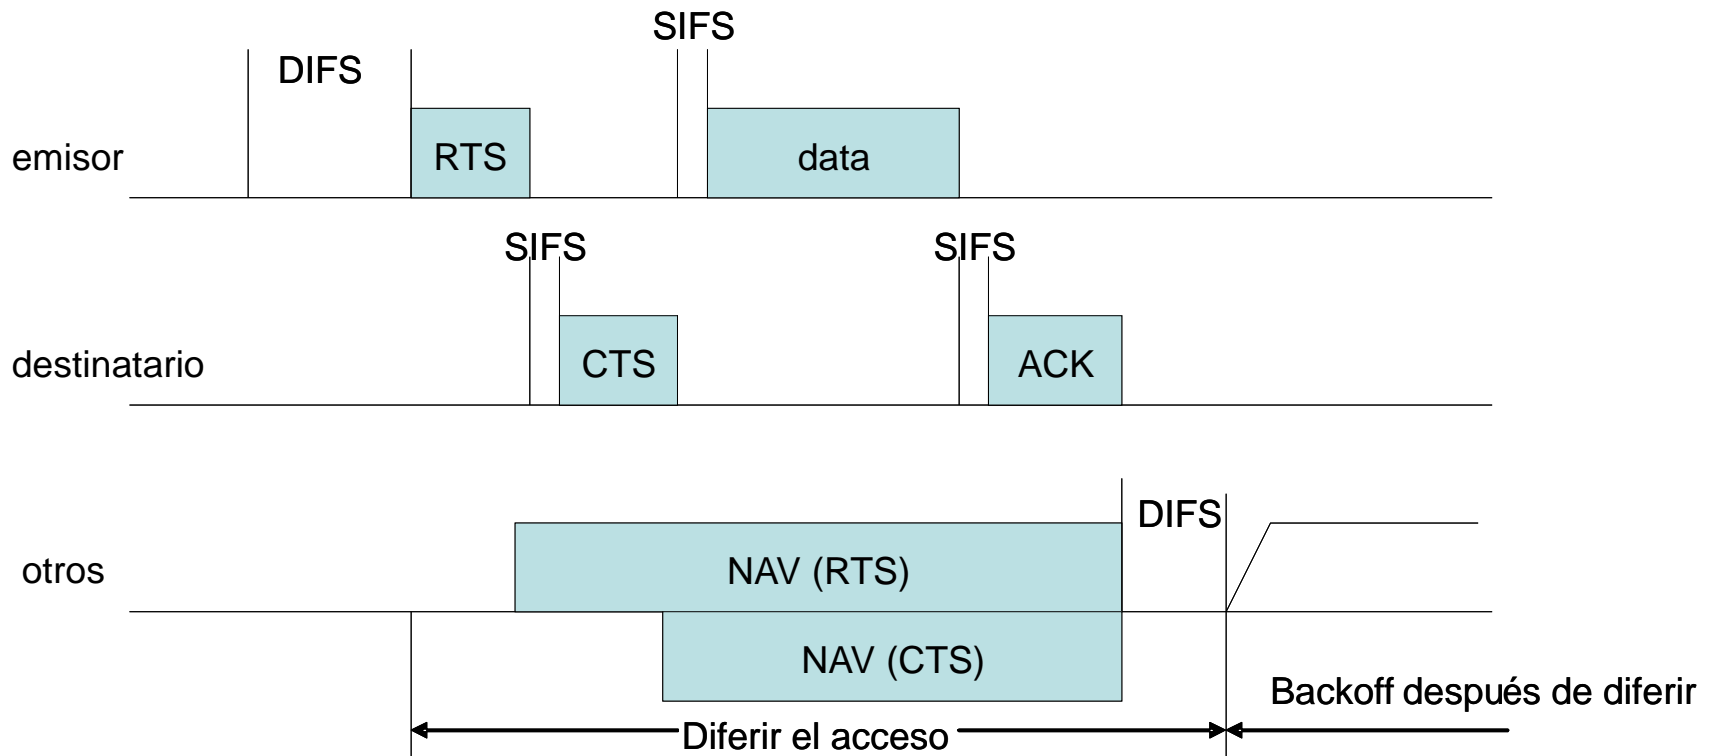 SIFS
DIFS
emisor
RTS
data
SIFS
SIFS
destinatario
CTS
ACK
DIFS
otros
NAV (RTS)
NAV (CTS)
Backoff después de diferir
Diferir el acceso